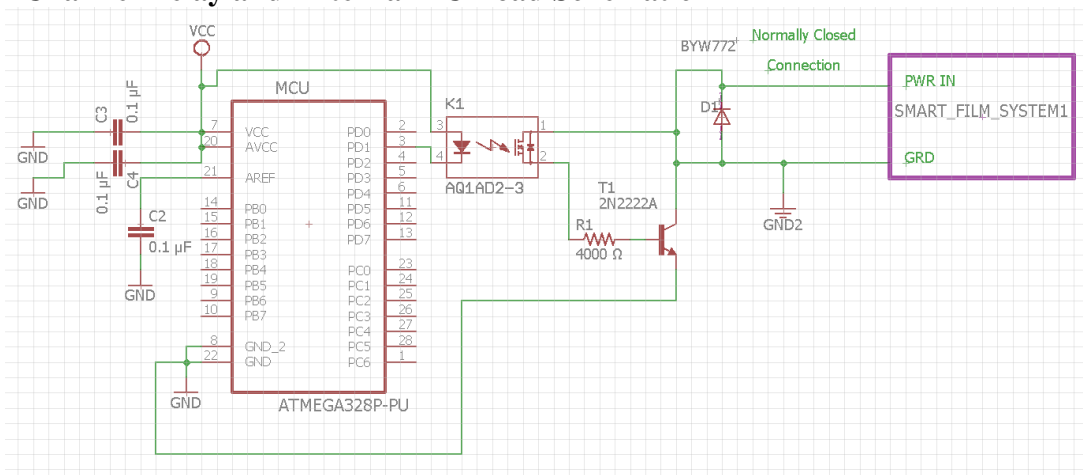 VCC
BYW772
Normally Closed
Connection
MCU
C3
0.1 µF
GND
C4
0.1 µF
GND
C2
0.1 µF
GND
7 VCC
20 AVCC
21 AREF
14 PB0
15 PB1
16 PB2
17 PB3
18 PB4
19 PB5
9 PB6
10 PB7
8 GND_2
22 GND
GND
PD0 2
PD1 3
PD2 4
PD3 5
PD4 6
PD5 11
PD6 12
PD7 13
PC0 23
PC1 24
PC2 25
PC3 26
PC4 27
PC5 28
PC6 1
ATMEGA328P-PU
K1
3
4
1
2
AQ1AD2-3
R1
4000 Ω
T1
2N2222A
D1
GND2
PWR IN
SMART_FILM_SYSTEM1
GRD